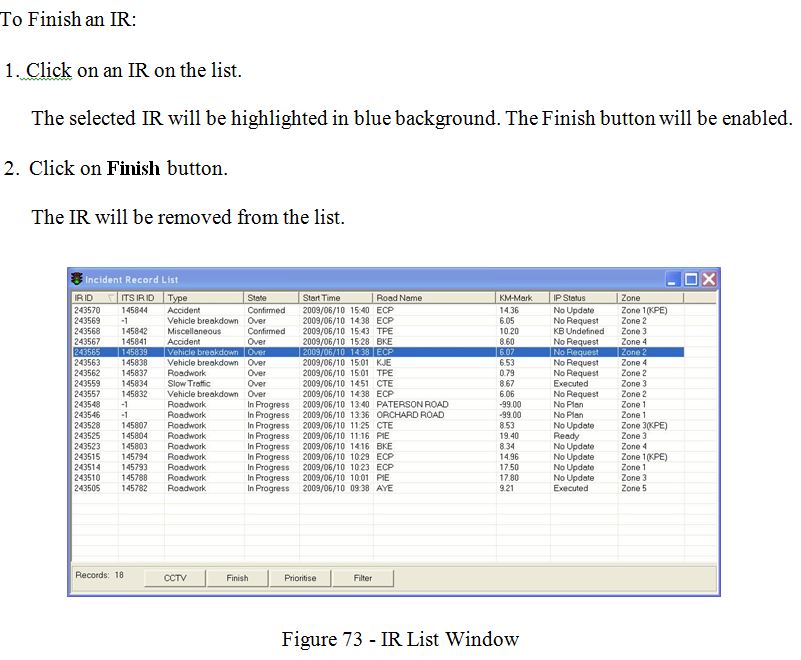 To Finish an IR:
1. Click on an IR on the list.
The selected IR will be highlighted in blue background. The Finish button will be enabled.
2. Click on Finish button.
The IR will be removed from the list.
Incident Record List
IR ID ITS IR ID Type State Start Time Road Name KM-Mark IP Status Zone
243570 145844 Accident Confirmed 2009/06/10 15:40 ECP 14.36 No Update Zone 1(KPE)
243569 -1 Vehicle breakdown Over 2009/06/10 14:38 ECP 6.05 No Request Zone 2
243568 145842 Miscellaneous Confirmed 2009/06/10 15:43 TPE 10.20 KB Undefined Zone 3
243567 145841 Accident Over 2009/06/10 15:28 BKE 8.60 No Request Zone 4
243565 145839 Vehicle breakdown Over 2009/06/10 14:38 ECP 6.07 No Request Zone 2
243563 145838 Vehicle breakdown Over 2009/06/10 15:01 KJE 6.53 No Request Zone 4
243562 145837 Roadwork Over 2009/06/10 15:01 TPE 0.79 No Request Zone 2
243559 145834 Slow Traffic Over 2009/06/10 14:51 CTE 8.67 Executed Zone 3
243557 145832 Vehicle breakdown Over 2009/06/10 14:38 ECP 6.06 No Request Zone 2
243548 -1 Roadwork In Progress 2009/06/10 13:40 PATERSON ROAD -99.00 No Plan Zone 1
243546 -1 Roadwork In Progress 2009/06/10 13:36 ORCHARD ROAD -99.00 No Plan Zone 1
243528 145807 Roadwork In Progress 2009/06/10 11:25 CTE 8.53 No Update Zone 3(KPE)
243525 145804 Roadwork In Progress 2009/06/10 11:16 PIE 19.40 Ready Zone 3
243523 145803 Roadwork In Progress 2009/06/10 14:16 BKE 8.34 No Update Zone 4
243515 145794 Roadwork In Progress 2009/06/10 10:29 ECP 14.96 No Update Zone 1(KPE)
243514 145793 Roadwork In Progress 2009/06/10 10:23 ECP 17.50 No Update Zone 1
243510 145788 Roadwork In Progress 2009/06/10 10:01 PIE 17.80 No Update Zone 3
243505 145782 Roadwork In Progress 2009/06/10 09:38 AYE 9.21 Executed Zone 5
Records: 18 CCTV Finish Prioritise Filter
Figure 73 - IR List Window